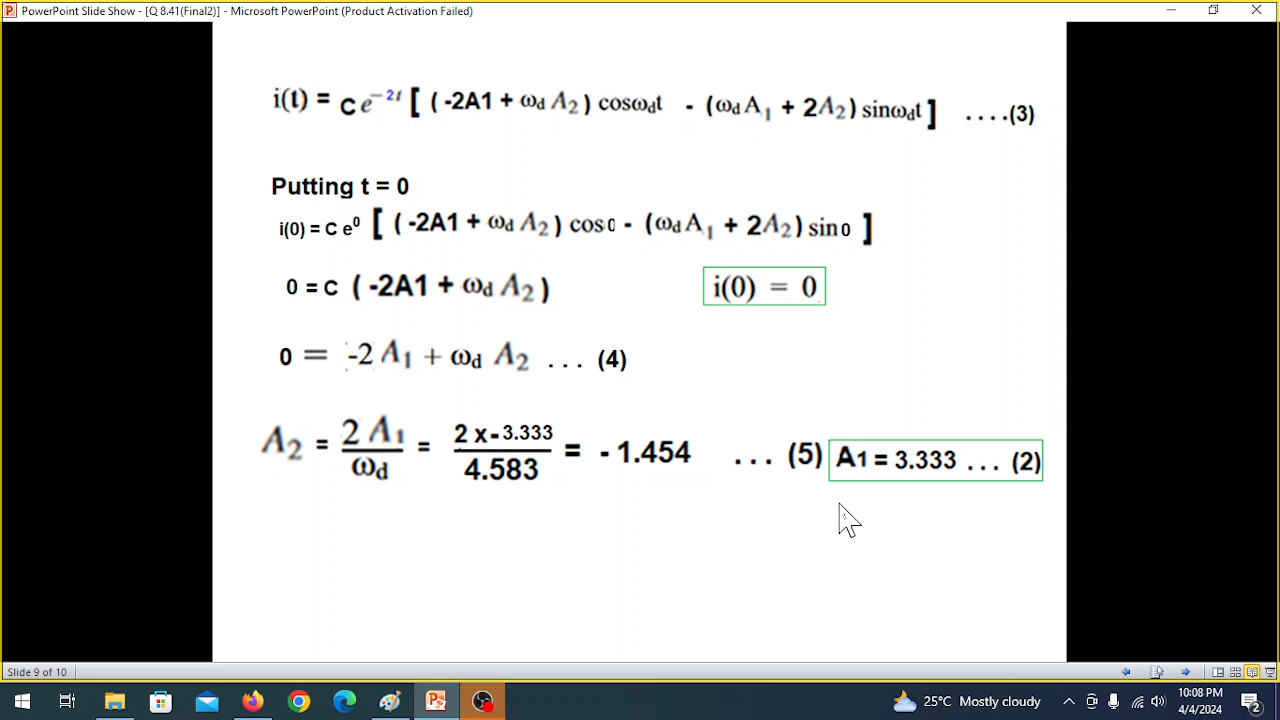 PowerPoint Slide Show - [Q 8.41(Final2)] - Microsoft PowerPoint (Product Activation Failed)
i(t) = C e⁻²ᵗ [ ( -2A1 + ωd A₂ ) cosωdt - (ωd A₁ + 2A₂ ) sinωdt ] . . . .(3)
Putting t = 0
i(0) = C e⁰ [ ( -2A1 + ωd A₂ ) cos0 - (ωd A₁ + 2A₂ ) sin0 ]
0 = C ( -2A1 + ωd A₂ ) i(0) = 0
0 = -2 A₁ + ωd A₂ . . . (4)
A₂ = 2 A₁ / ωd = 2 x - 3.333 / 4.583 = - 1.454 . . . (5) A1 = 3.333 . . . (2)
Slide 9 of 10
25°C Mostly cloudy
10:08 PM
4/4/2024
2